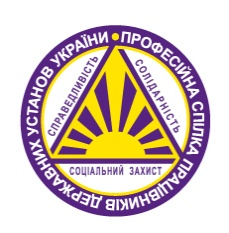 ПРОФЕСІЙНА СПІЛКА ПРАЦІВНИКІВ ДЕРЖАВНИХ УСТАНОВ УКРАЇНИ
СПРАВЕДЛИВІСТЬ
СОЛІДАРНІСТЬ
СОЦІАЛЬНИЙ ЗАХИСТ